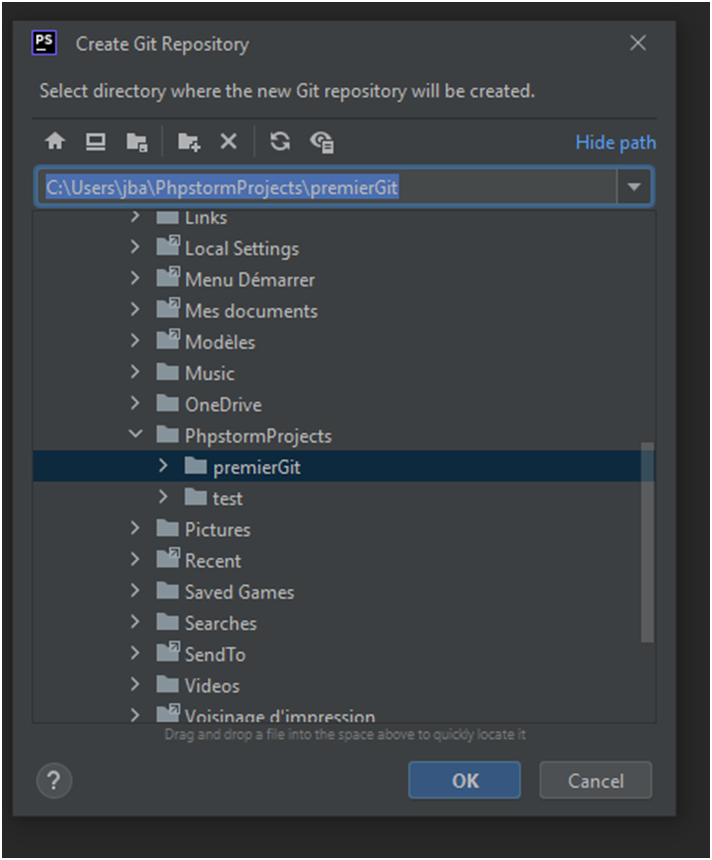 PS
Create Git Repository
Select directory where the new Git repository will be created.
Hide path
C:\Users\jba\PhpstormProjects\premierGit
Links
Local Settings
Menu Démarrer
Mes documents
Modèles
Music
OneDrive
PhpstormProjects
premierGit
test
Pictures
Recent
Saved Games
Searches
SendTo
Videos
Voisinage d'impression
Drag and drop a file into the space above to quickly locate it
?
OK
Cancel